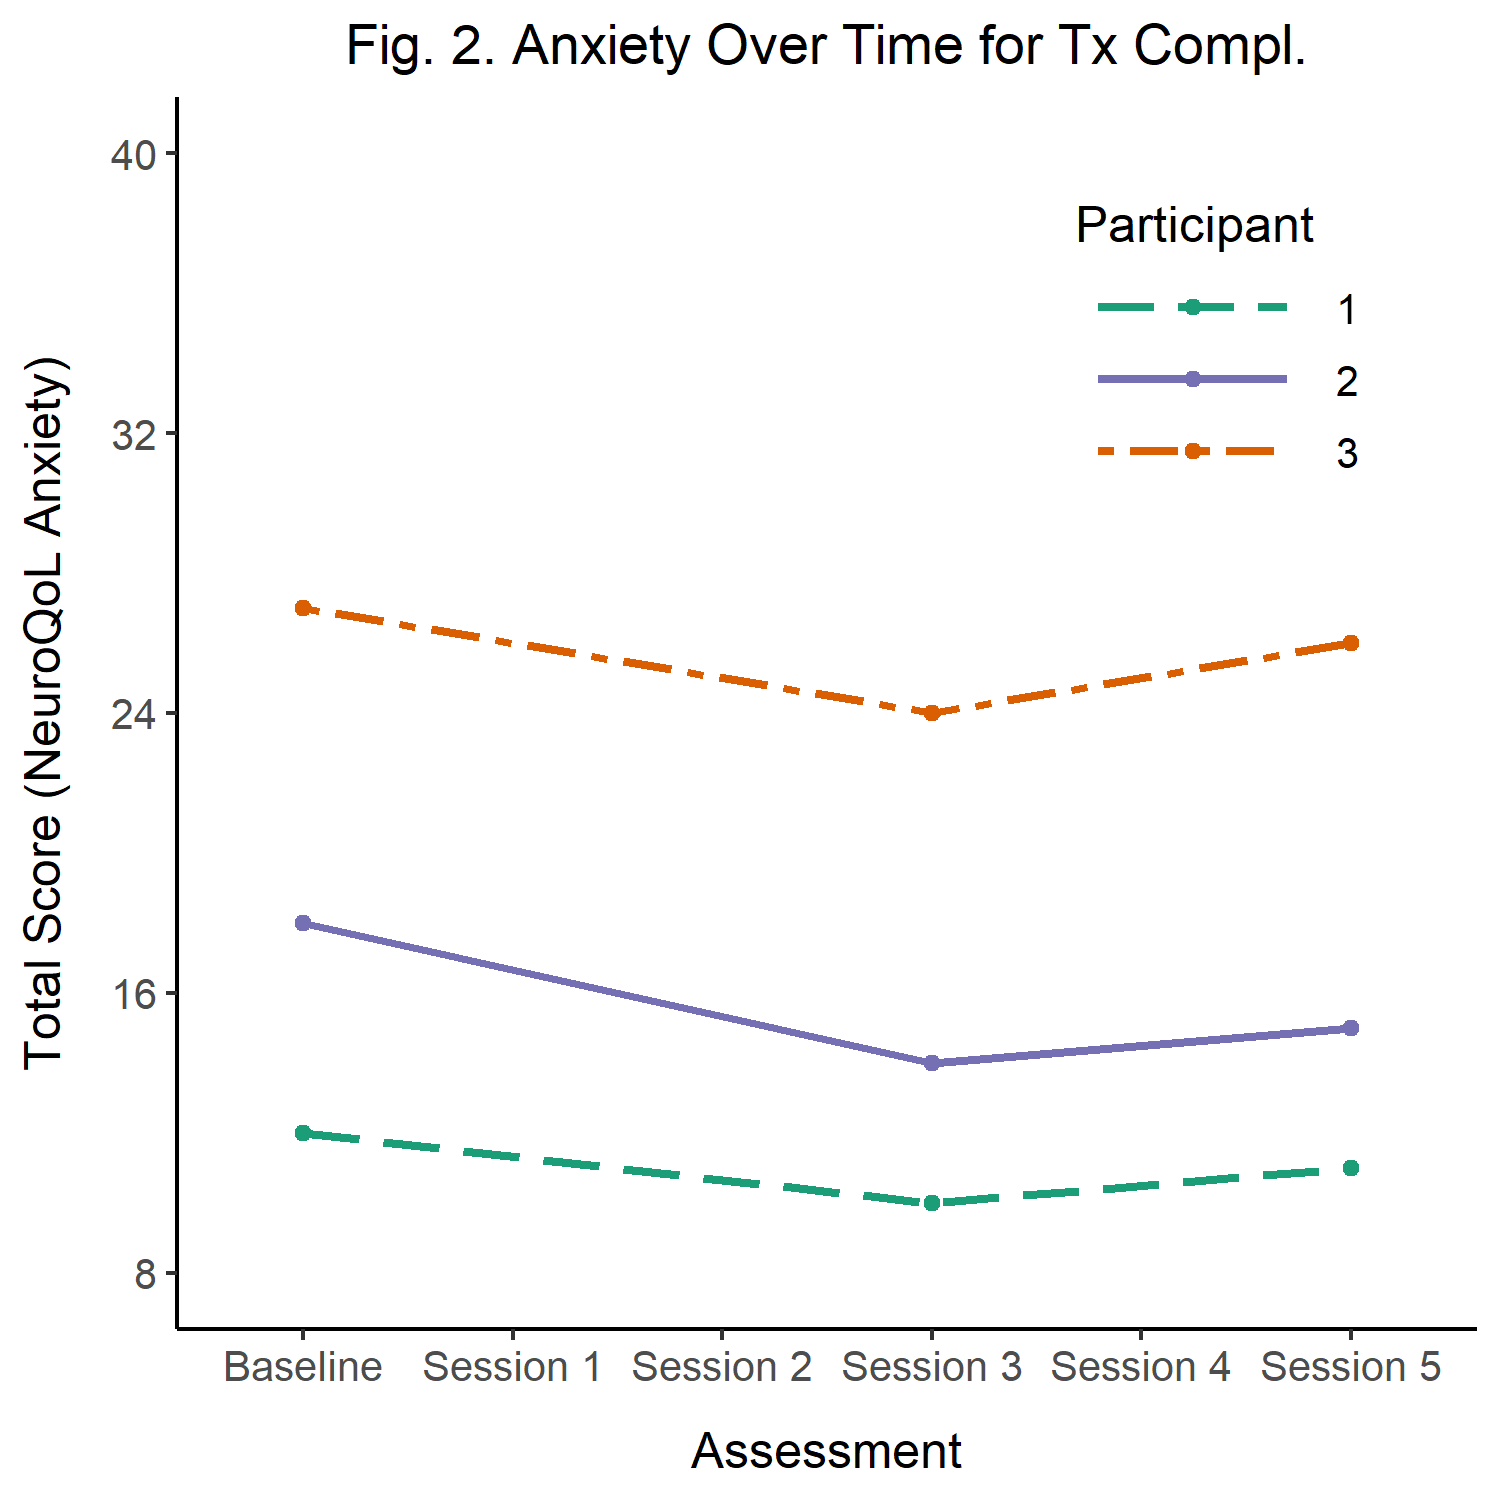 Fig. 2. Anxiety Over Time for Tx Compl.
Total Score (NeuroQoL Anxiety)
40
32
24
16
8
Participant
1
2
3
Baseline Session 1 Session 2 Session 3 Session 4 Session 5
Assessment